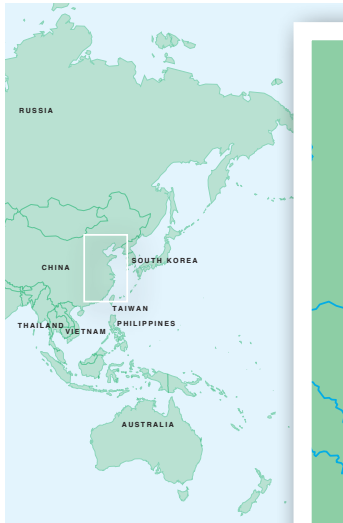 RUSSIA
CHINA
SOUTH KOREA
TAIWAN
THAILAND
PHILIPPINES
VIETNAM
AUSTRALIA